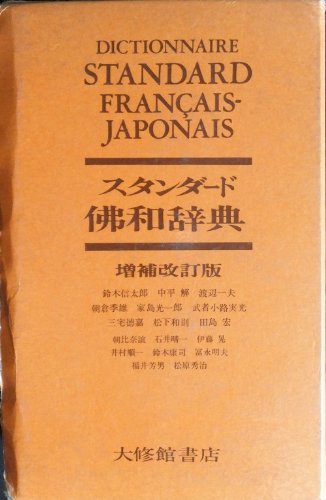 DICTIONNAIRE
STANDARD
FRANÇAIS-
JAPONAIS
スタンダード
佛和辞典
増補改訂版
鈴木信太郎 中平 解 渡辺一夫
朝倉季雄 家島光一郎 武者小路実光
三宅徳嘉 松下和則 田島 宏
朝比奈誼 石井晴一 伊藤 晃
井村順一 鈴木康司 冨永明夫
福井芳男 松原秀治
大修館書店